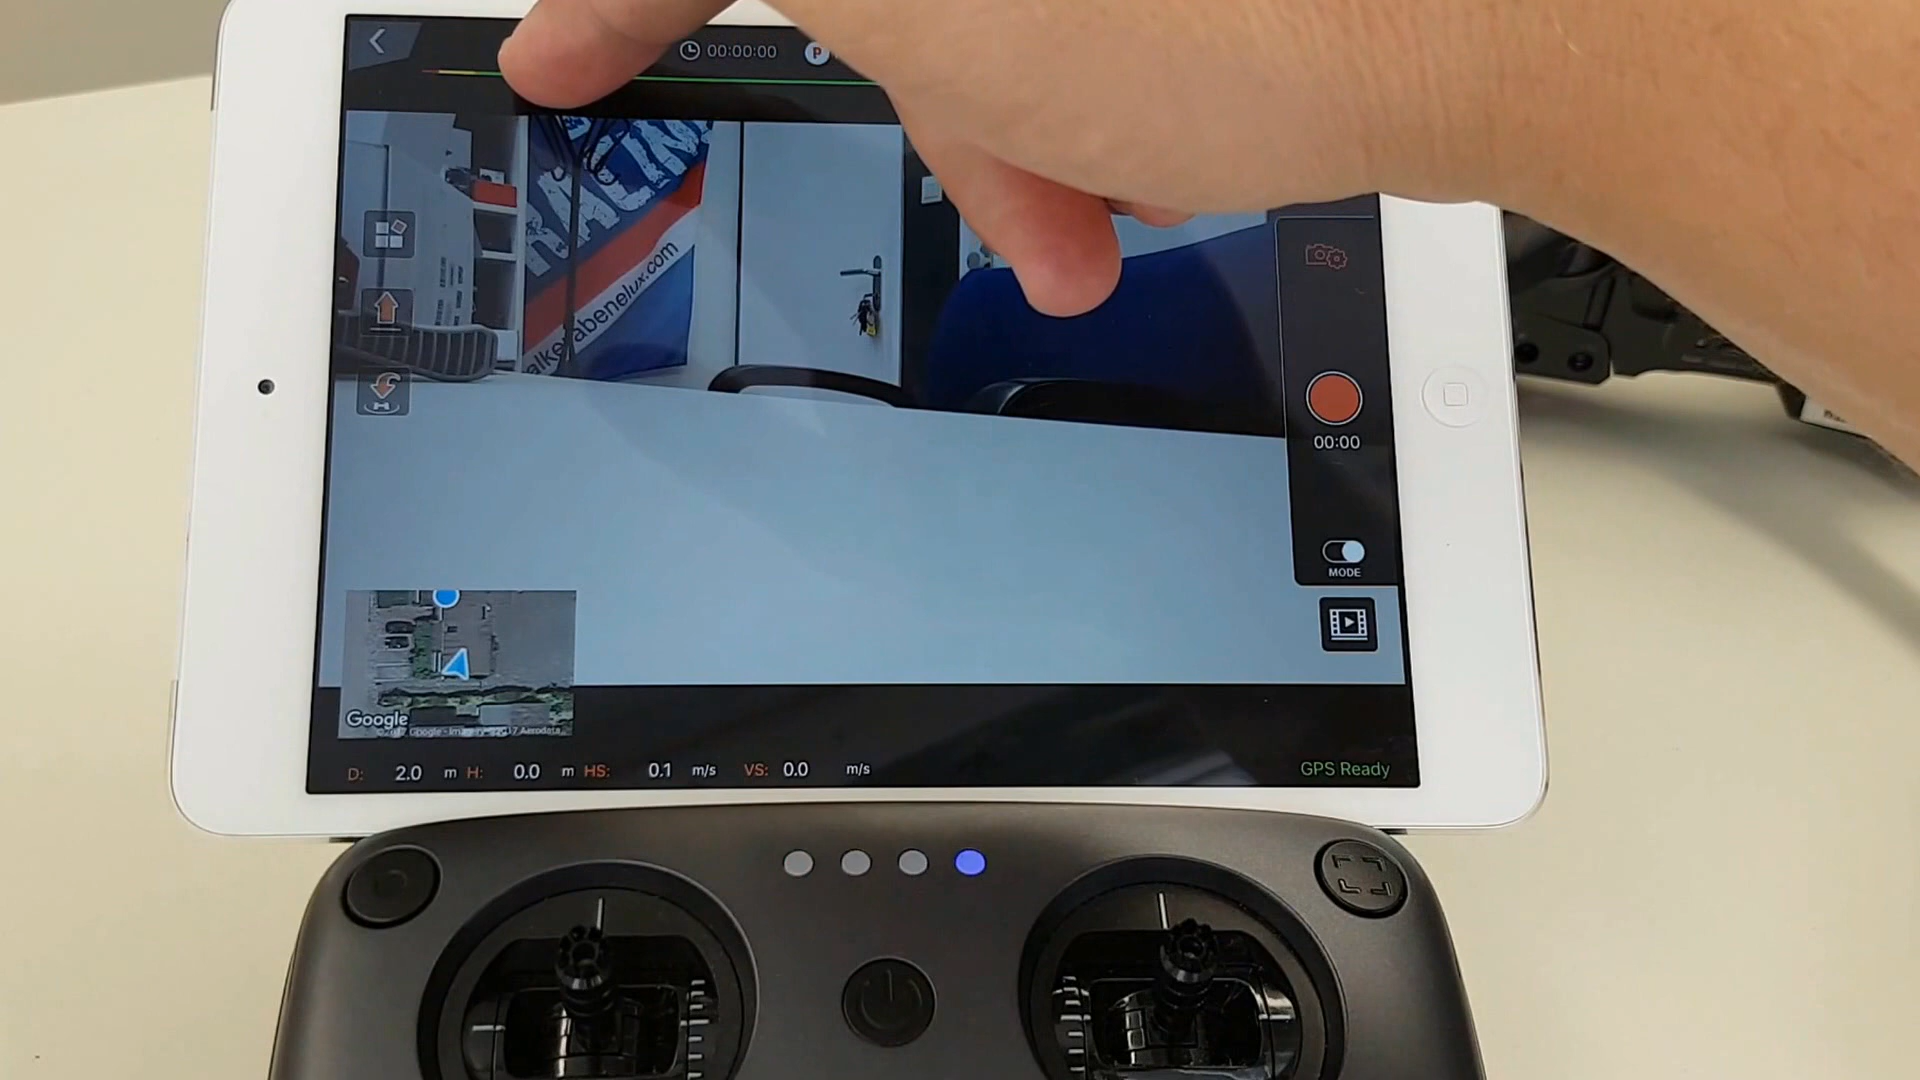 00:00:00 P
RACING
walkerabenelux.com
00:00
MODE
Google
D: 2.0 m H: 0.0 m HS: 0.1 m/s VS: 0.0 m/s
GPS Ready